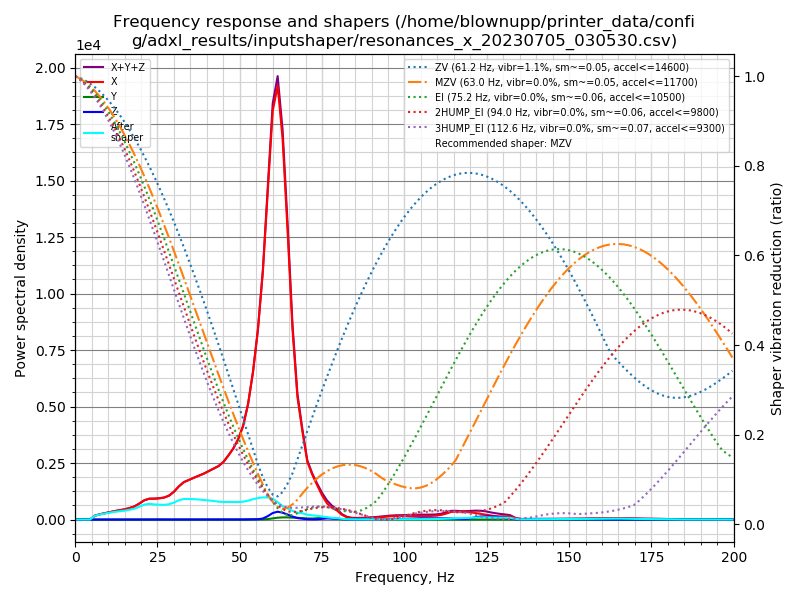 Frequency response and shapers (/home/blownupp/printer_data/confi
g/adxl_results/inputshaper/resonances_x_20230705_030530.csv)
1e4
X+Y+Z
X
Y
Z
After
shaper
ZV (61.2 Hz, vibr=1.1%, sm~=0.05, accel<=14600)
MZV (63.0 Hz, vibr=0.0%, sm~=0.05, accel<=11700)
EI (75.2 Hz, vibr=0.0%, sm~=0.06, accel<=10500)
2HUMP_EI (94.0 Hz, vibr=0.0%, sm~=0.06, accel<=9800)
3HUMP_EI (112.6 Hz, vibr=0.0%, sm~=0.07, accel<=9300)
Recommended shaper: MZV
Power spectral density
2.00
1.75
1.50
1.25
1.00
0.75
0.50
0.25
0.00
0
25
50
75
100
125
150
175
200
Frequency, Hz
1.0
0.8
0.6
0.4
0.2
0.0
Shaper vibration reduction (ratio)